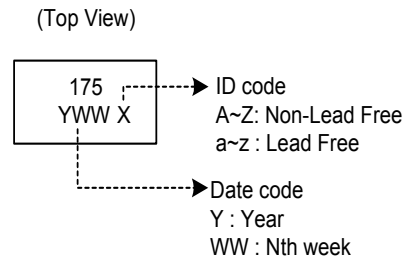 (Top View)
175
YWW X
ID code
A~Z: Non-Lead Free
a~z : Lead Free
Date code
Y : Year
WW : Nth week